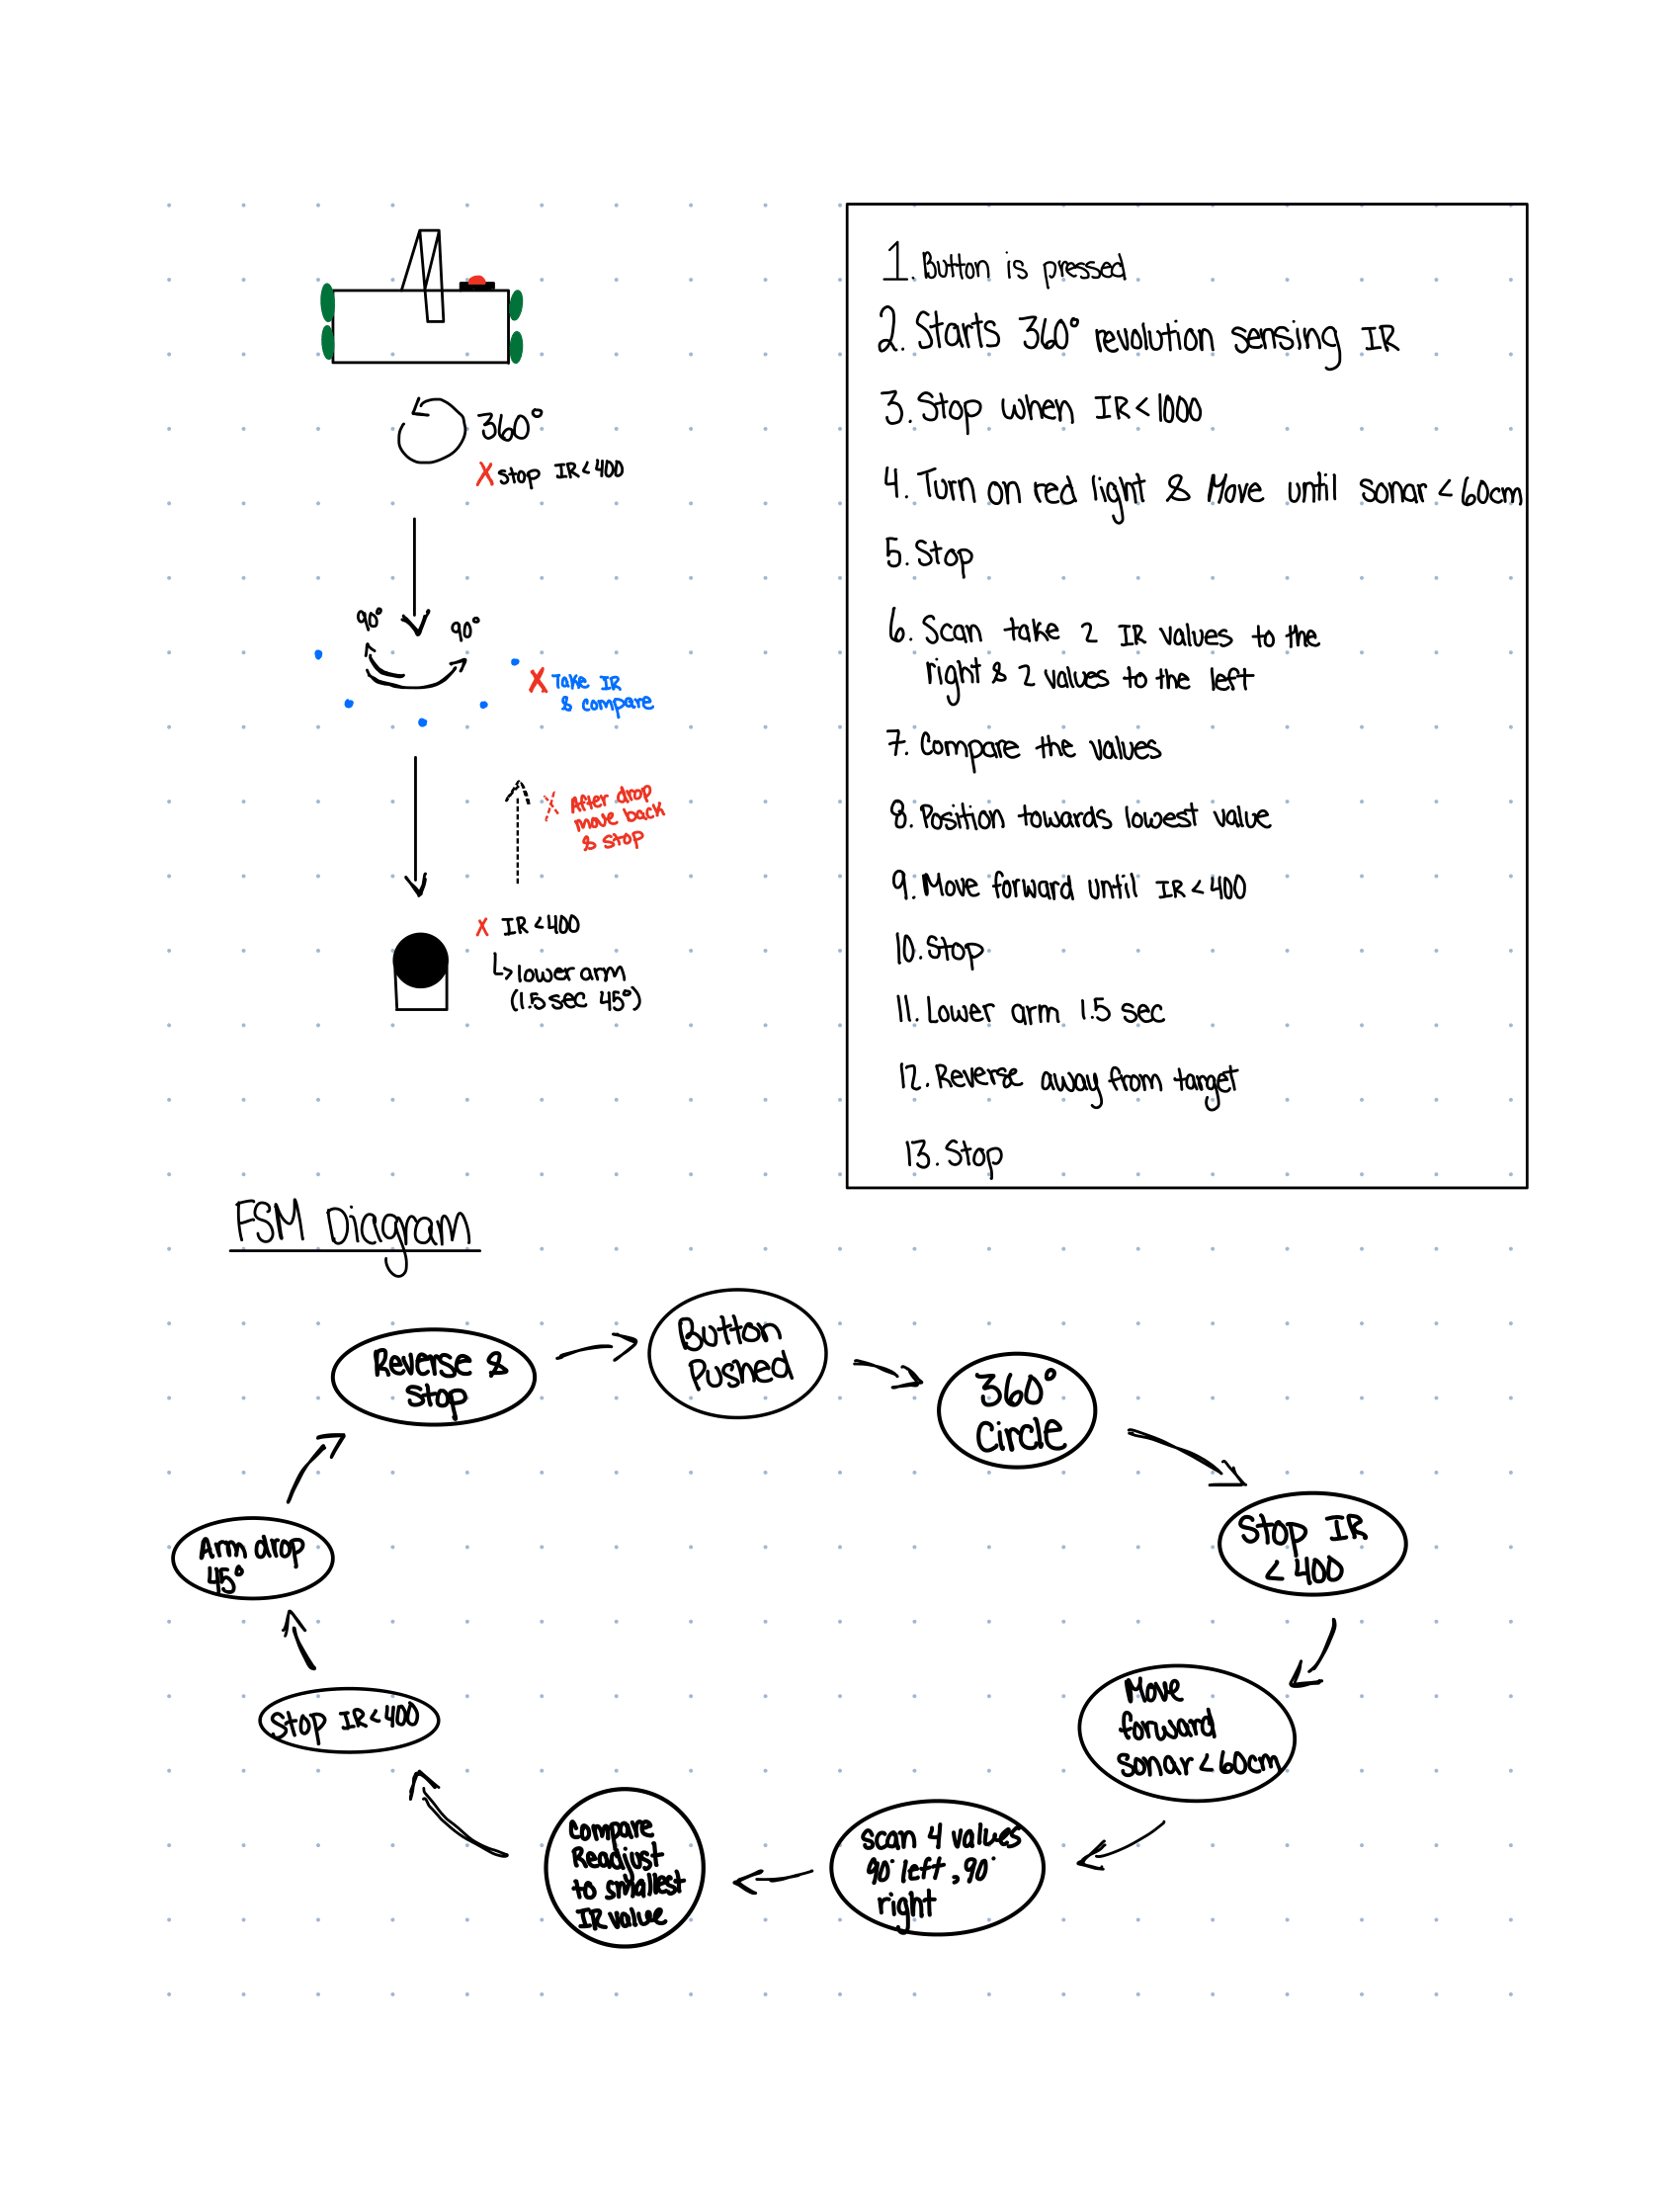 360°
X Stop IR < 400
90°
90°
X Take IR
& compare
X After drop
move back
& stop
X IR < 400
↳ lower arm
(1.5 sec 45°)
1. Button is pressed
2. Starts 360° revolution sensing IR
3. Stop when IR < 1000
4. Turn on red light & Move until sonar < 60cm
5. Stop
6. Scan take 2 IR values to the
right & 2 values to the left
7. Compare the values
8. Position towards lowest value
9. Move forward until IR < 400
10. Stop
11. Lower arm 1.5 sec
12. Reverse away from target
13. Stop
FSM Diagram
Button
Pushed
360°
Circle
Stop IR
< 400
Move
forward
sonar < 60cm
Scan 4 values
90° left, 90°
right
Compare
Readjust
to smallest
IR value
Stop IR < 400
Arm drop
45°
Reverse &
Stop